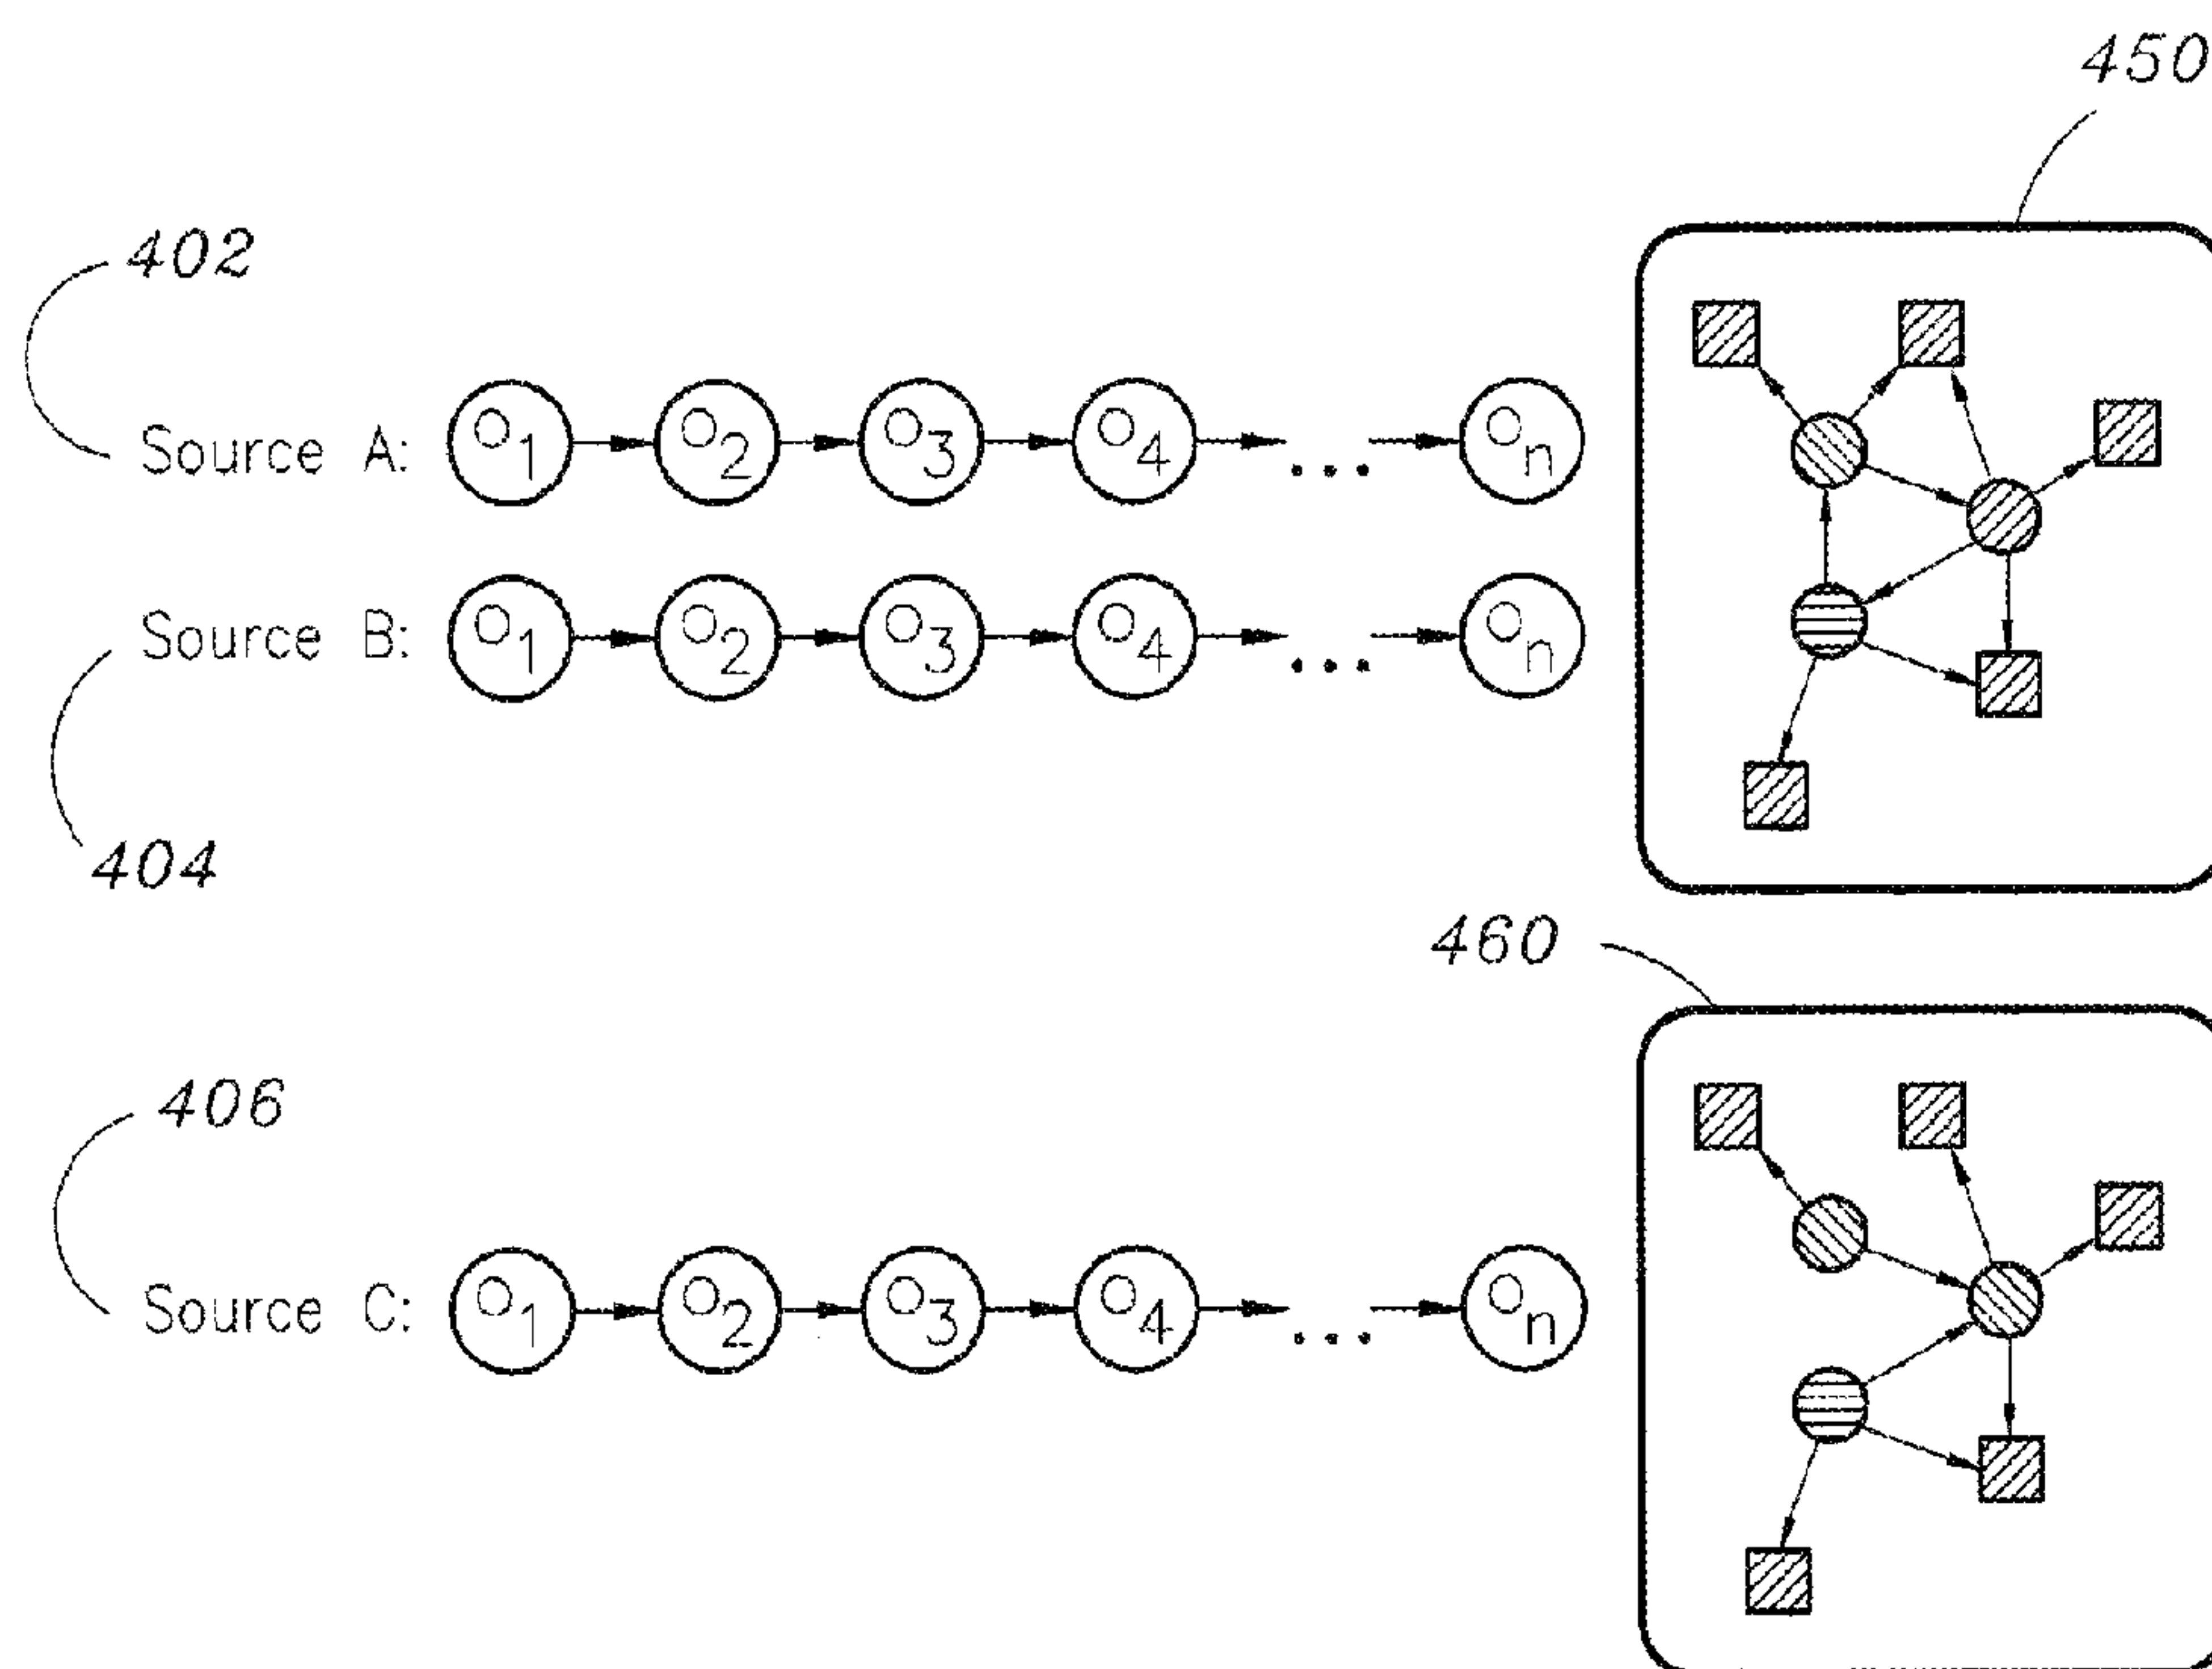 450
402
Source A: o1 o2 o3 o4 ... on
Source B: o1 o2 o3 o4 ... on
404
460
406
Source C: o1 o2 o3 o4 ... on